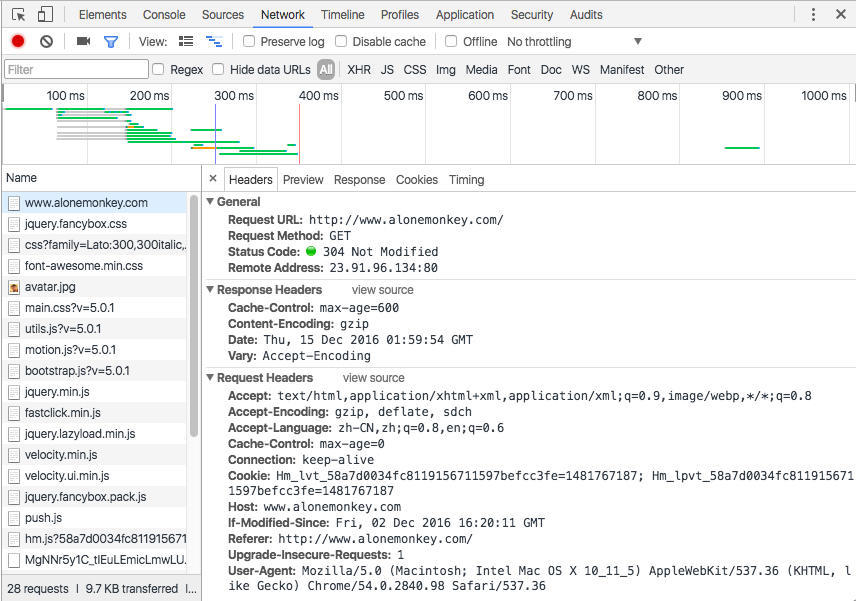 Elements Console Sources Network Timeline Profiles Application Security Audits
View: Preserve log Disable cache Offline No throttling
Filter Regex Hide data URLs All XHR JS CSS Img Media Font Doc WS Manifest Other
100 ms 200 ms 300 ms 400 ms 500 ms 600 ms 700 ms 800 ms 900 ms 1000 ms
Name
www.alonemonkey.com
jquery.fancybox.css
css?family=Lato:300,300italic,
font-awesome.min.css
avatar.jpg
main.css?v=5.0.1
utils.js?v=5.0.1
motion.js?v=5.0.1
bootstrap.js?v=5.0.1
jquery.min.js
fastclick.min.js
jquery.lazyload.min.js
velocity.min.js
velocity.ui.min.js
jquery.fancybox.pack.js
push.js
hm.js?58a7d0034fc811915671
MgNNr5y1C_tIEuLEmicLmwLU.
28 requests | 9.7 KB transferred | ...
× Headers Preview Response Cookies Timing
General
Request URL: http://www.alonemonkey.com/
Request Method: GET
Status Code: 304 Not Modified
Remote Address: 23.91.96.134:80
Response Headers view source
Cache-Control: max-age=600
Content-Encoding: gzip
Date: Thu, 15 Dec 2016 01:59:54 GMT
Vary: Accept-Encoding
Request Headers view source
Accept: text/html,application/xhtml+xml,application/xml;q=0.9,image/webp,*/*;q=0.8
Accept-Encoding: gzip, deflate, sdch
Accept-Language: zh-CN,zh;q=0.8,en;q=0.6
Cache-Control: max-age=0
Connection: keep-alive
Cookie: Hm_lvt_58a7d0034fc8119156711597befcc3fe=1481767187; Hm_lpvt_58a7d0034fc811915671
1597befcc3fe=1481767187
Host: www.alonemonkey.com
If-Modified-Since: Fri, 02 Dec 2016 16:20:11 GMT
Referer: http://www.alonemonkey.com/
Upgrade-Insecure-Requests: 1
User-Agent: Mozilla/5.0 (Macintosh; Intel Mac OS X 10_11_5) AppleWebKit/537.36 (KHTML, l
ike Gecko) Chrome/54.0.2840.98 Safari/537.36